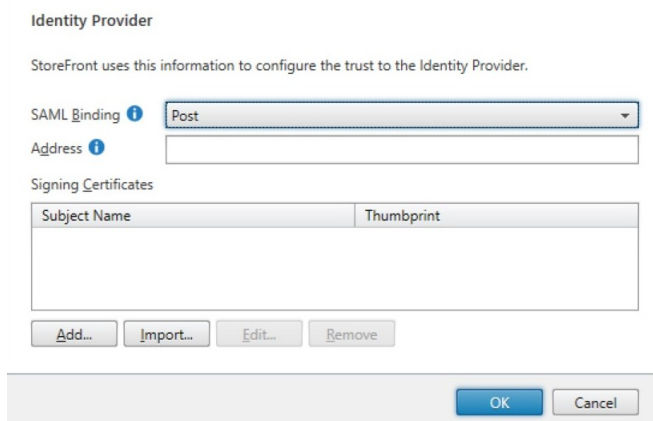 Identity Provider
StoreFront uses this information to configure the trust to the Identity Provider.
SAML Binding i Post
Address i
Signing Certificates
Subject Name Thumbprint
Add... Import... Edit... Remove
OK Cancel